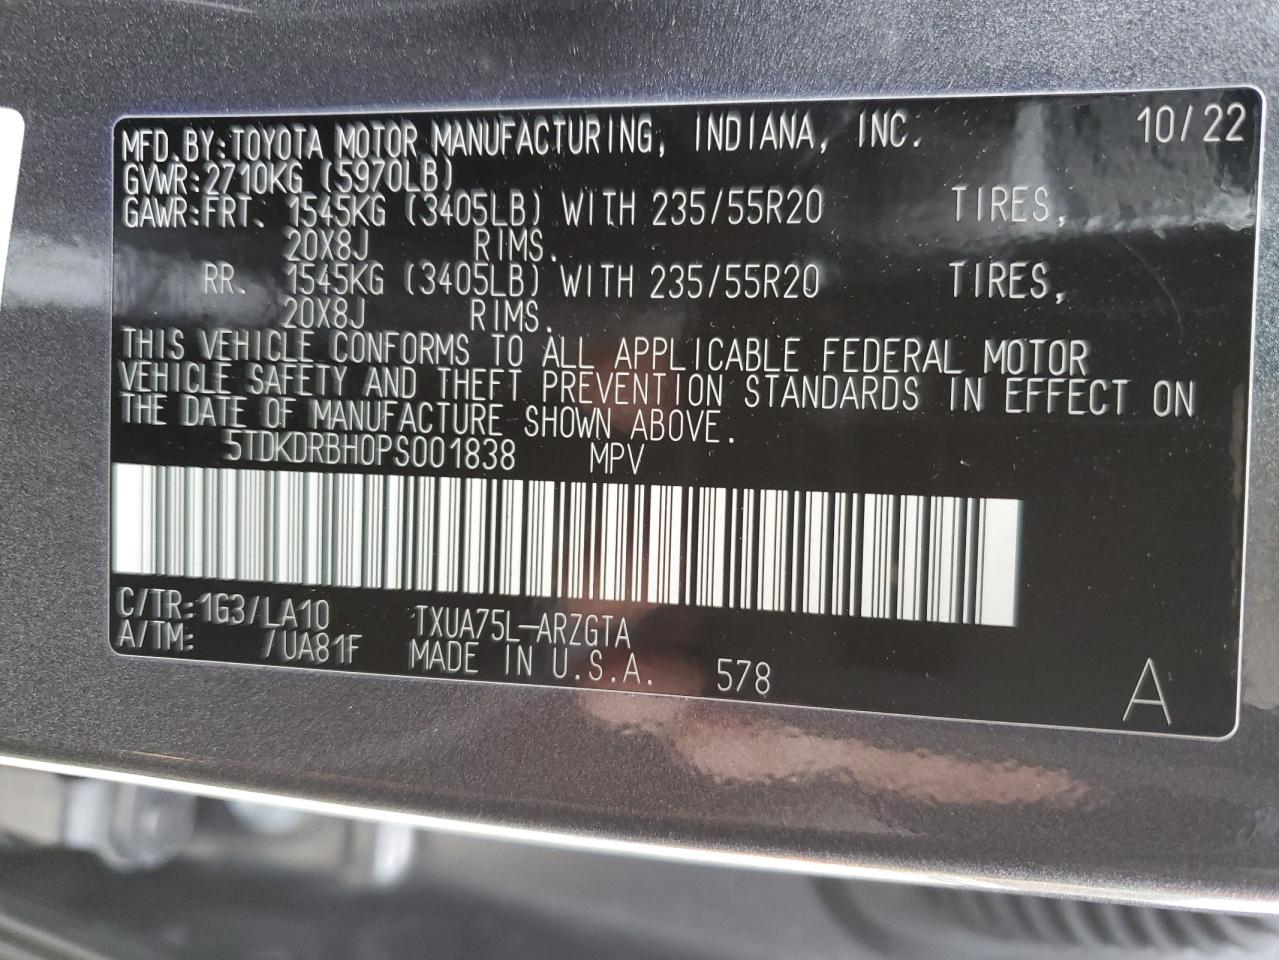 MFD.BY:TOYOTA MOTOR MANUFACTURING, INDIANA, INC. 10/22
GVWR:2710KG (5970LB)
GAWR:FRT. 1545KG (3405LB) WITH 235/55R20 TIRES,
20X8J RIMS.
RR. 1545KG (3405LB) WITH 235/55R20 TIRES,
20X8J RIMS.
THIS VEHICLE CONFORMS TO ALL APPLICABLE FEDERAL MOTOR
VEHICLE SAFETY AND THEFT PREVENTION STANDARDS IN EFFECT ON
THE DATE OF MANUFACTURE SHOWN ABOVE.
5TDKDRBH0PS001838 MPV
C/TR:1G3/LA10 TXUA75L-ARZGTA
A/TM: /UA81F MADE IN U.S.A. 578
A